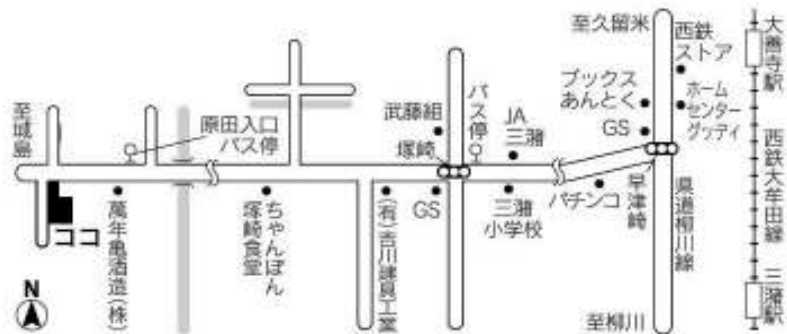 至久留米
西鉄
ストア
大善寺駅
ブックス
あんとく
ホーム
センター
グッディ
GS
至城島
原田入口
バス停
武藤組
塚崎
バス停
JA
三潴
早津崎
県道柳川線
西鉄大牟田線
ココ
萬年亀酒造(株)
ちゃんぽん
塚崎食堂
(有)吉川建具工業
GS
三潴
小学校
パチンコ
三潴駅
至柳川
N